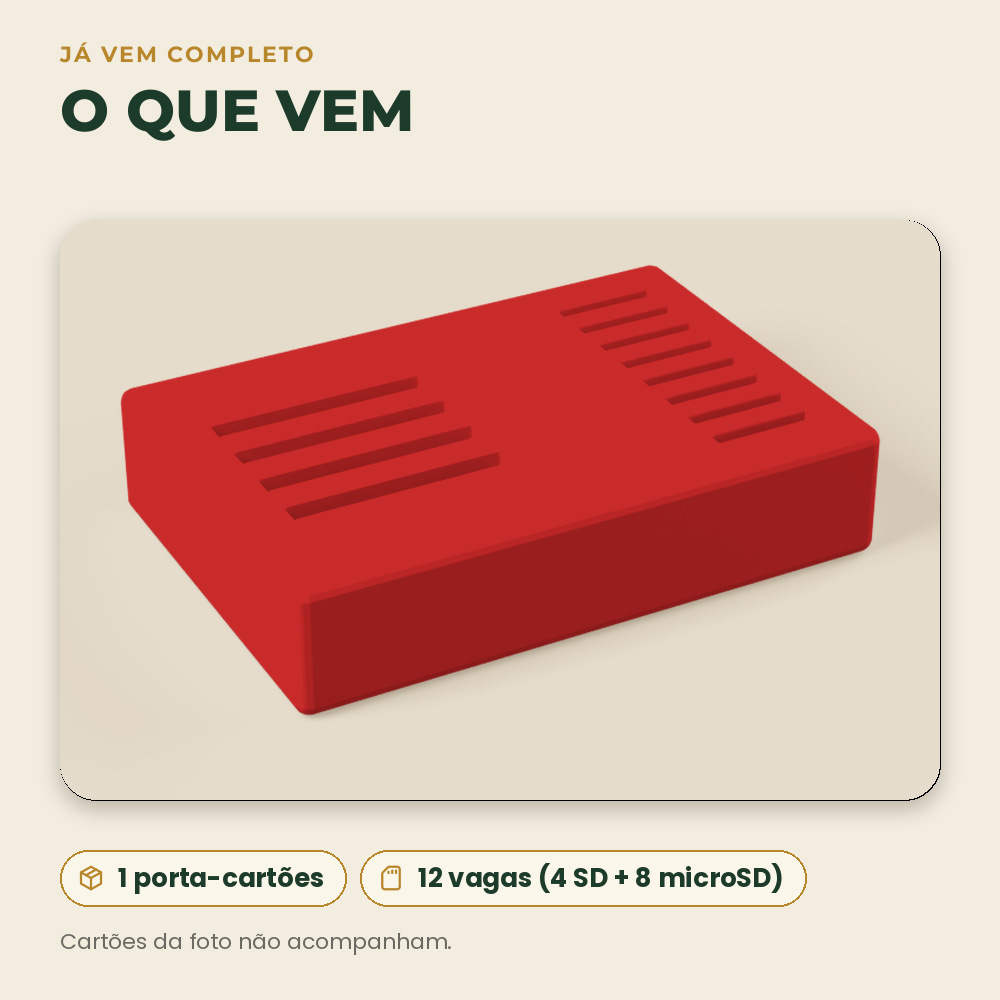 JÁ VEM COMPLETO
O QUE VEM
1 porta-cartões
12 vagas (4 SD + 8 microSD)
Cartões da foto não acompanham.